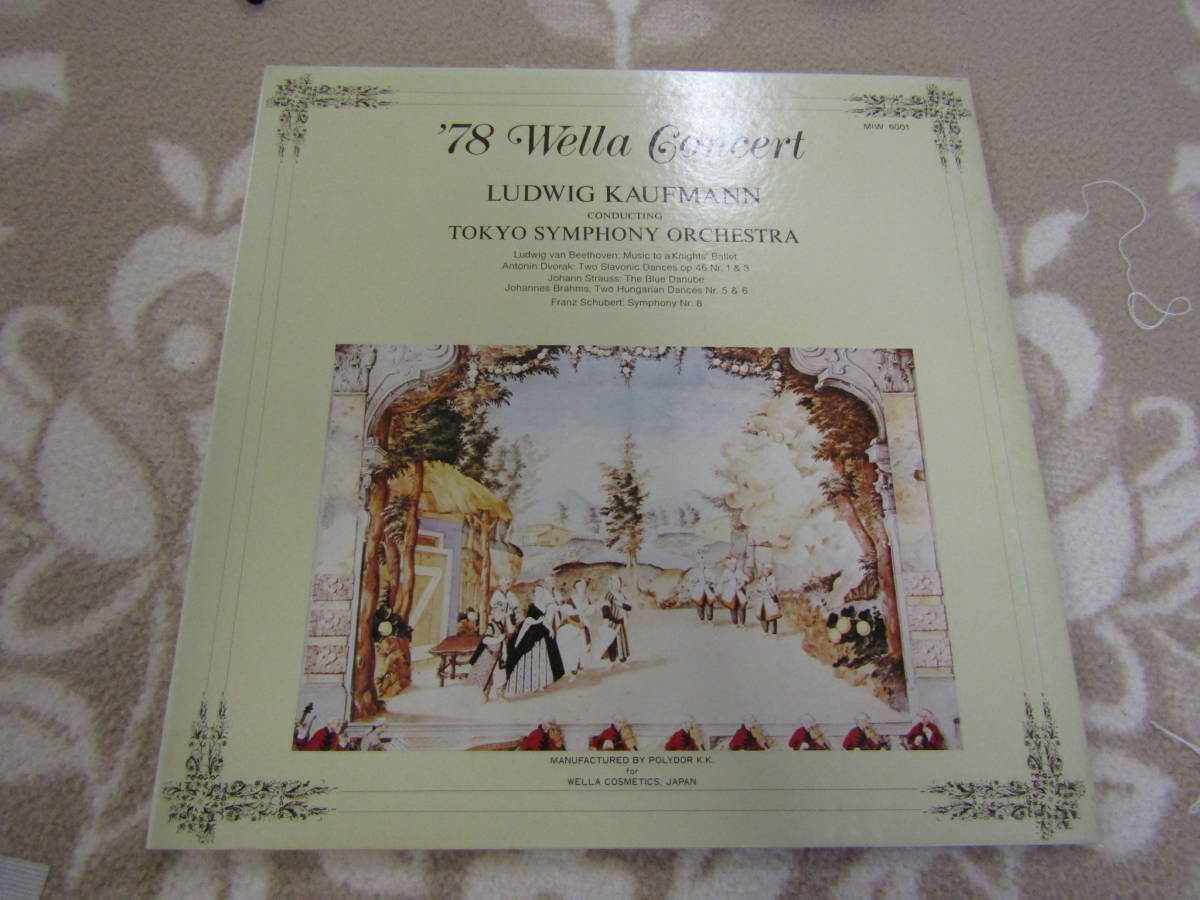 '78 Wella Concert
MIW 6001
LUDWIG KAUFMANN
CONDUCTING
TOKYO SYMPHONY ORCHESTRA
Ludwig van Beethoven: Music to a Knights' Ballet
Antonin Dvorak: Two Slavonic Dances op 46 Nr. 1 & 3
Johann Strauss: The Blue Danube
Johannes Brahms: Two Hungarian Dances Nr. 5 & 6
Franz Schubert: Symphony Nr. 8
MANUFACTURED BY POLYDOR K.K.
for
WELLA COSMETICS, JAPAN